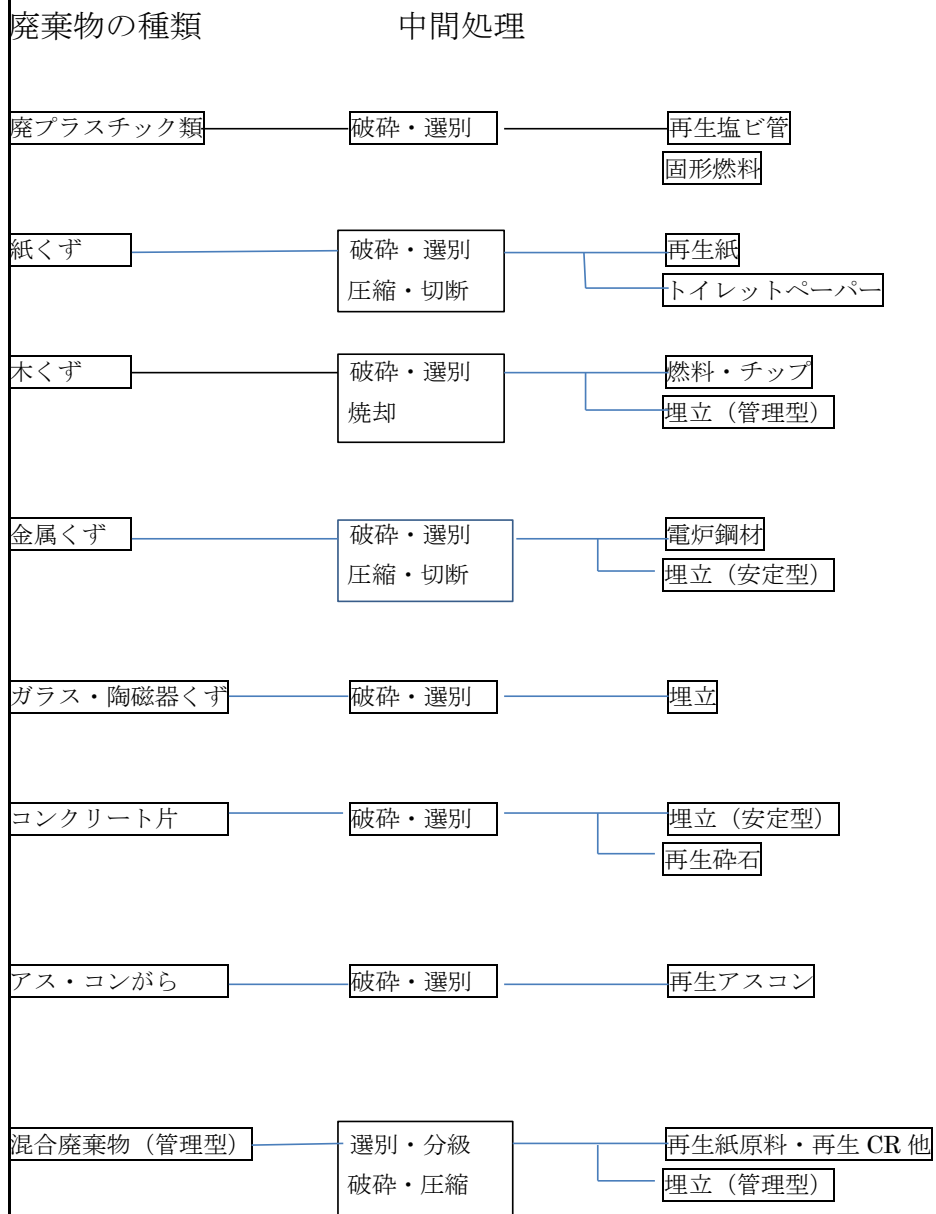 廃棄物の種類 中間処理
廃プラスチック類 破砕・選別 再生塩ビ管
固形燃料
紙くず 破砕・選別 再生紙
圧縮・切断 トイレットペーパー
木くず 破砕・選別 燃料・チップ
焼却 埋立（管理型）
金属くず 破砕・選別 電炉鋼材
圧縮・切断 埋立（安定型）
ガラス・陶磁器くず 破砕・選別 埋立
コンクリート片 破砕・選別 埋立（安定型）
再生砕石
アス・コンがら 破砕・選別 再生アスコン
混合廃棄物（管理型） 選別・分級 再生紙原料・再生 CR 他
破砕・圧縮 埋立（管理型）